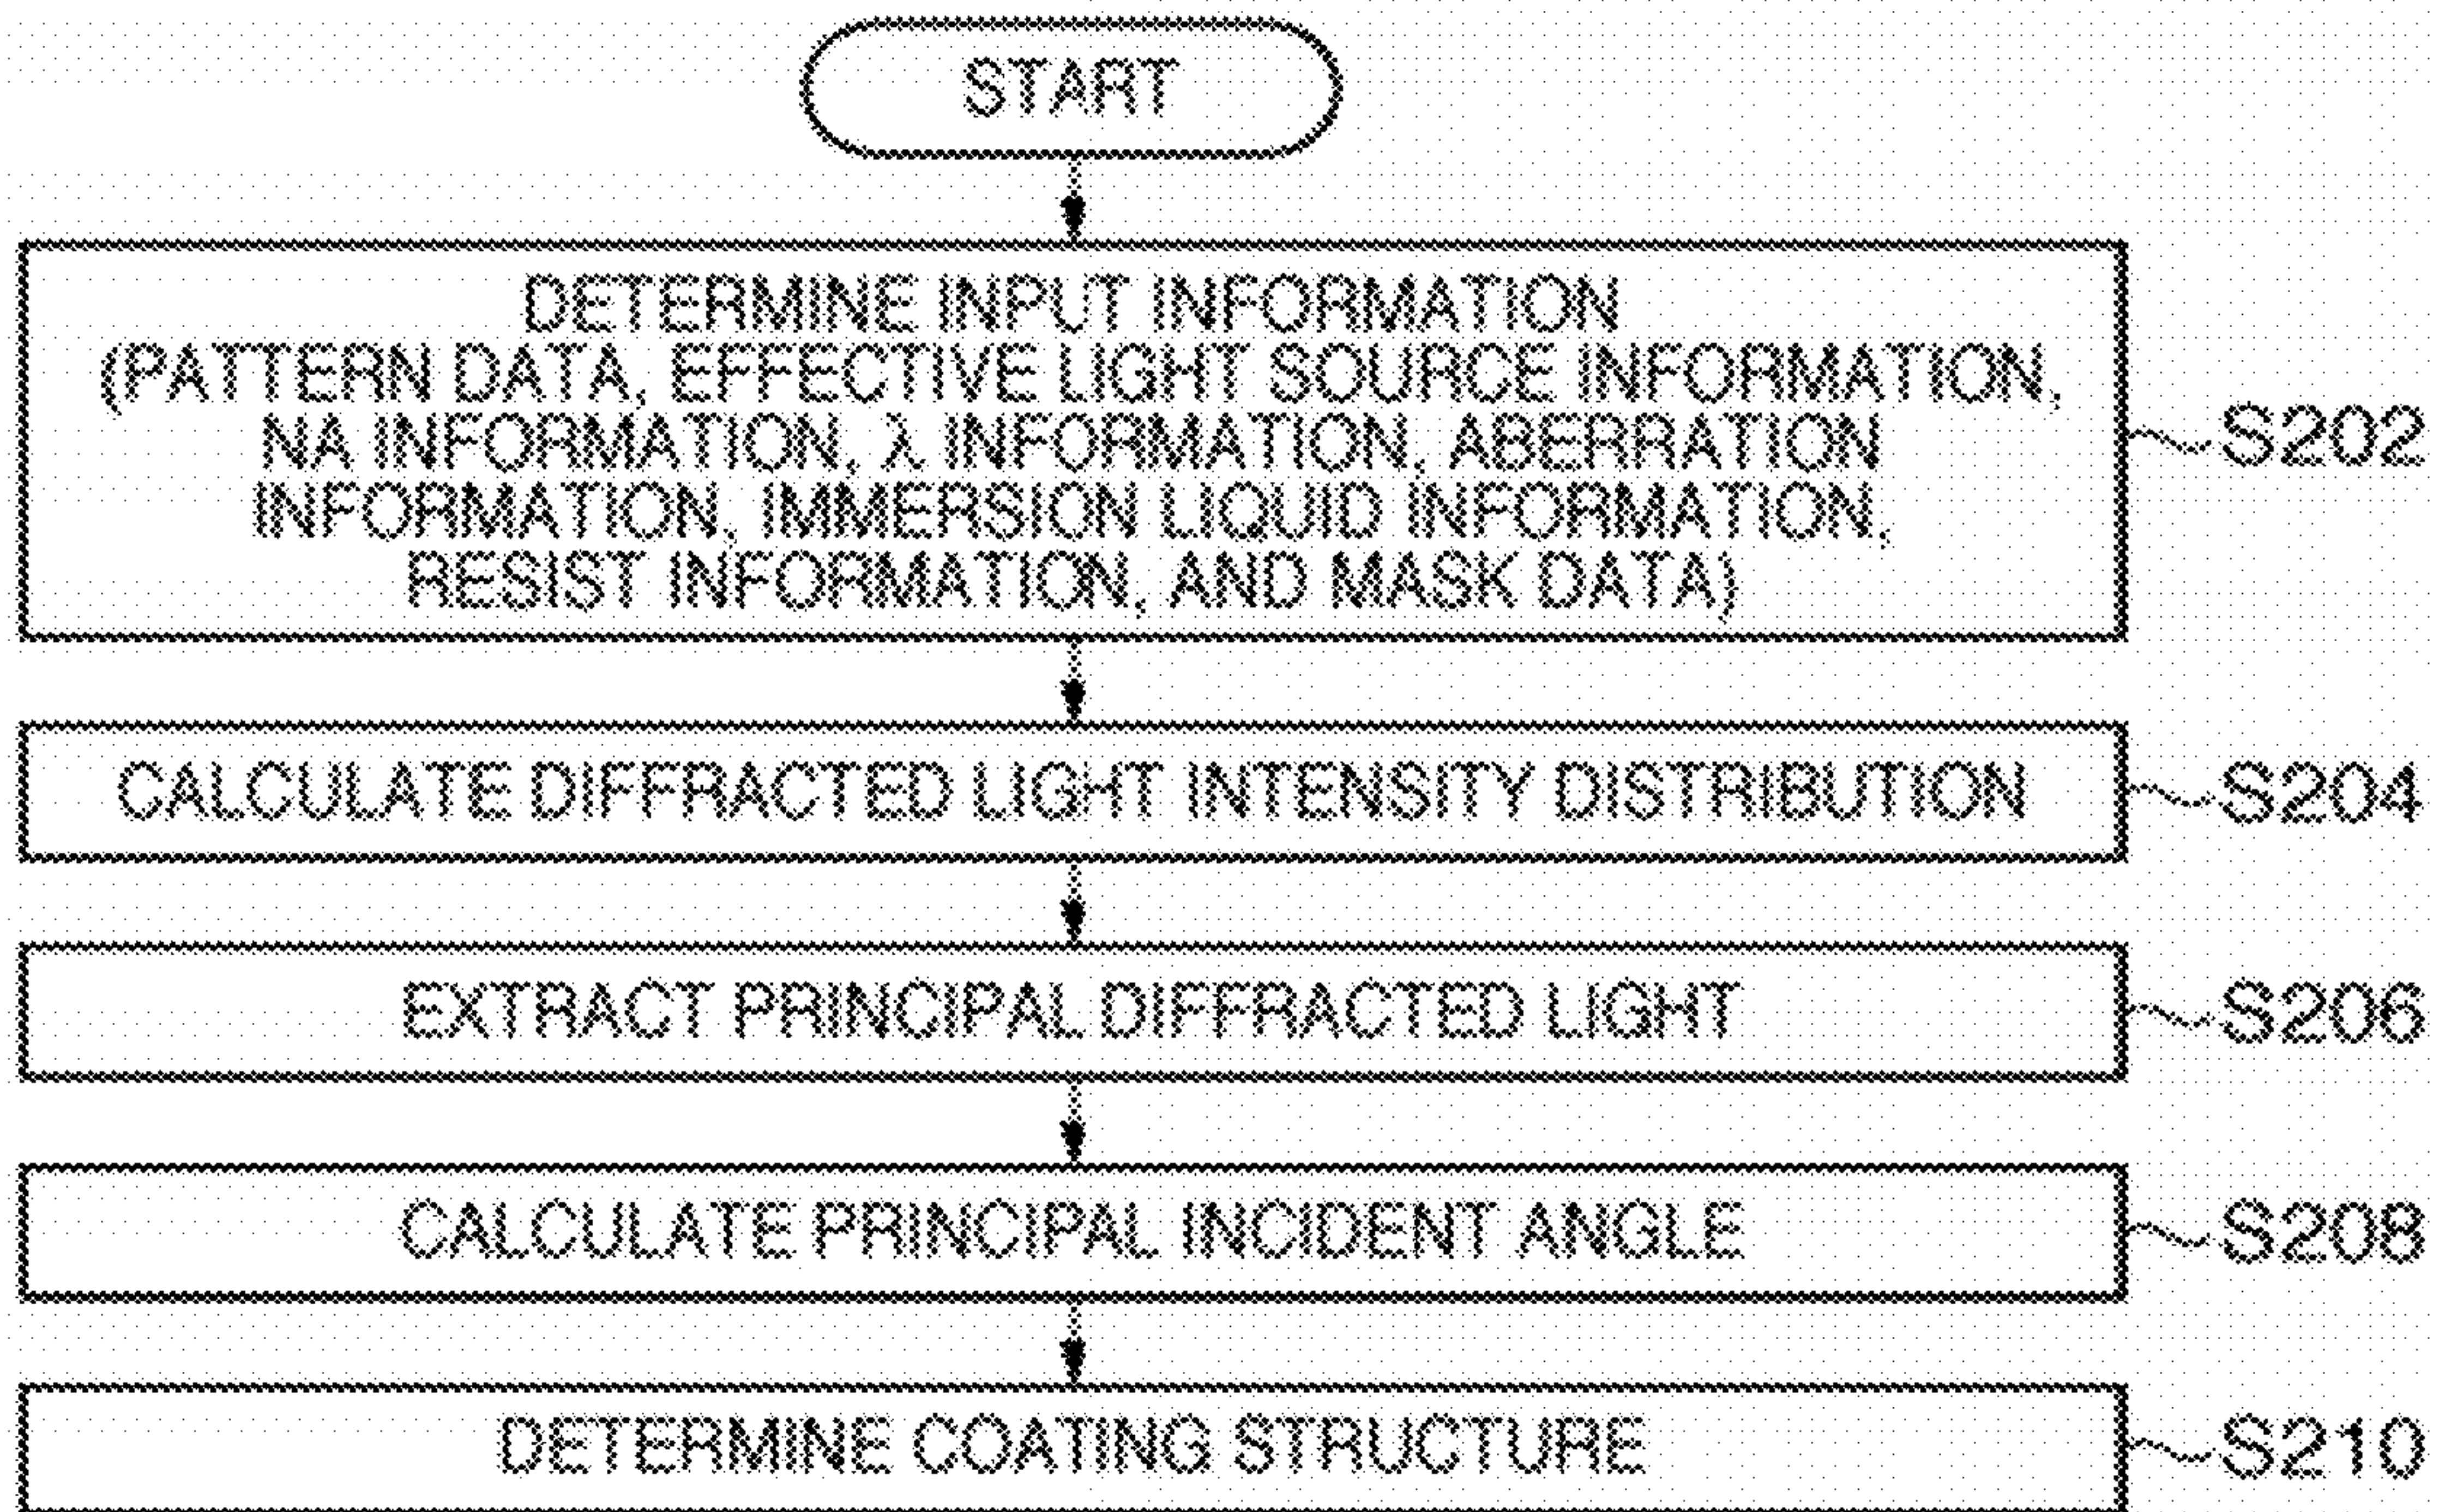 START
DETERMINE INPUT INFORMATION
(PATTERN DATA, EFFECTIVE LIGHT SOURCE INFORMATION,
NA INFORMATION, λ INFORMATION, ABERRATION
INFORMATION, IMMERSION LIQUID INFORMATION,
RESIST INFORMATION, AND MASK DATA)
S202
CALCULATE DIFFRACTED LIGHT INTENSITY DISTRIBUTION
S204
EXTRACT PRINCIPAL DIFFRACTED LIGHT
S206
CALCULATE PRINCIPAL INCIDENT ANGLE
S208
DETERMINE COATING STRUCTURE
S210